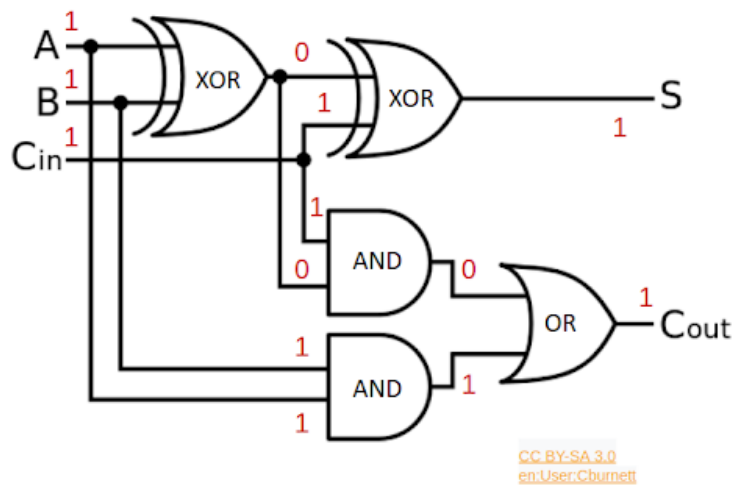 1
A
XOR
0
1
XOR
S
B
1
1
1
Cin
1
AND
0
0
1
OR
Cout
1
AND
1
1
CC BY-SA 3.0
en:User:Cburnett